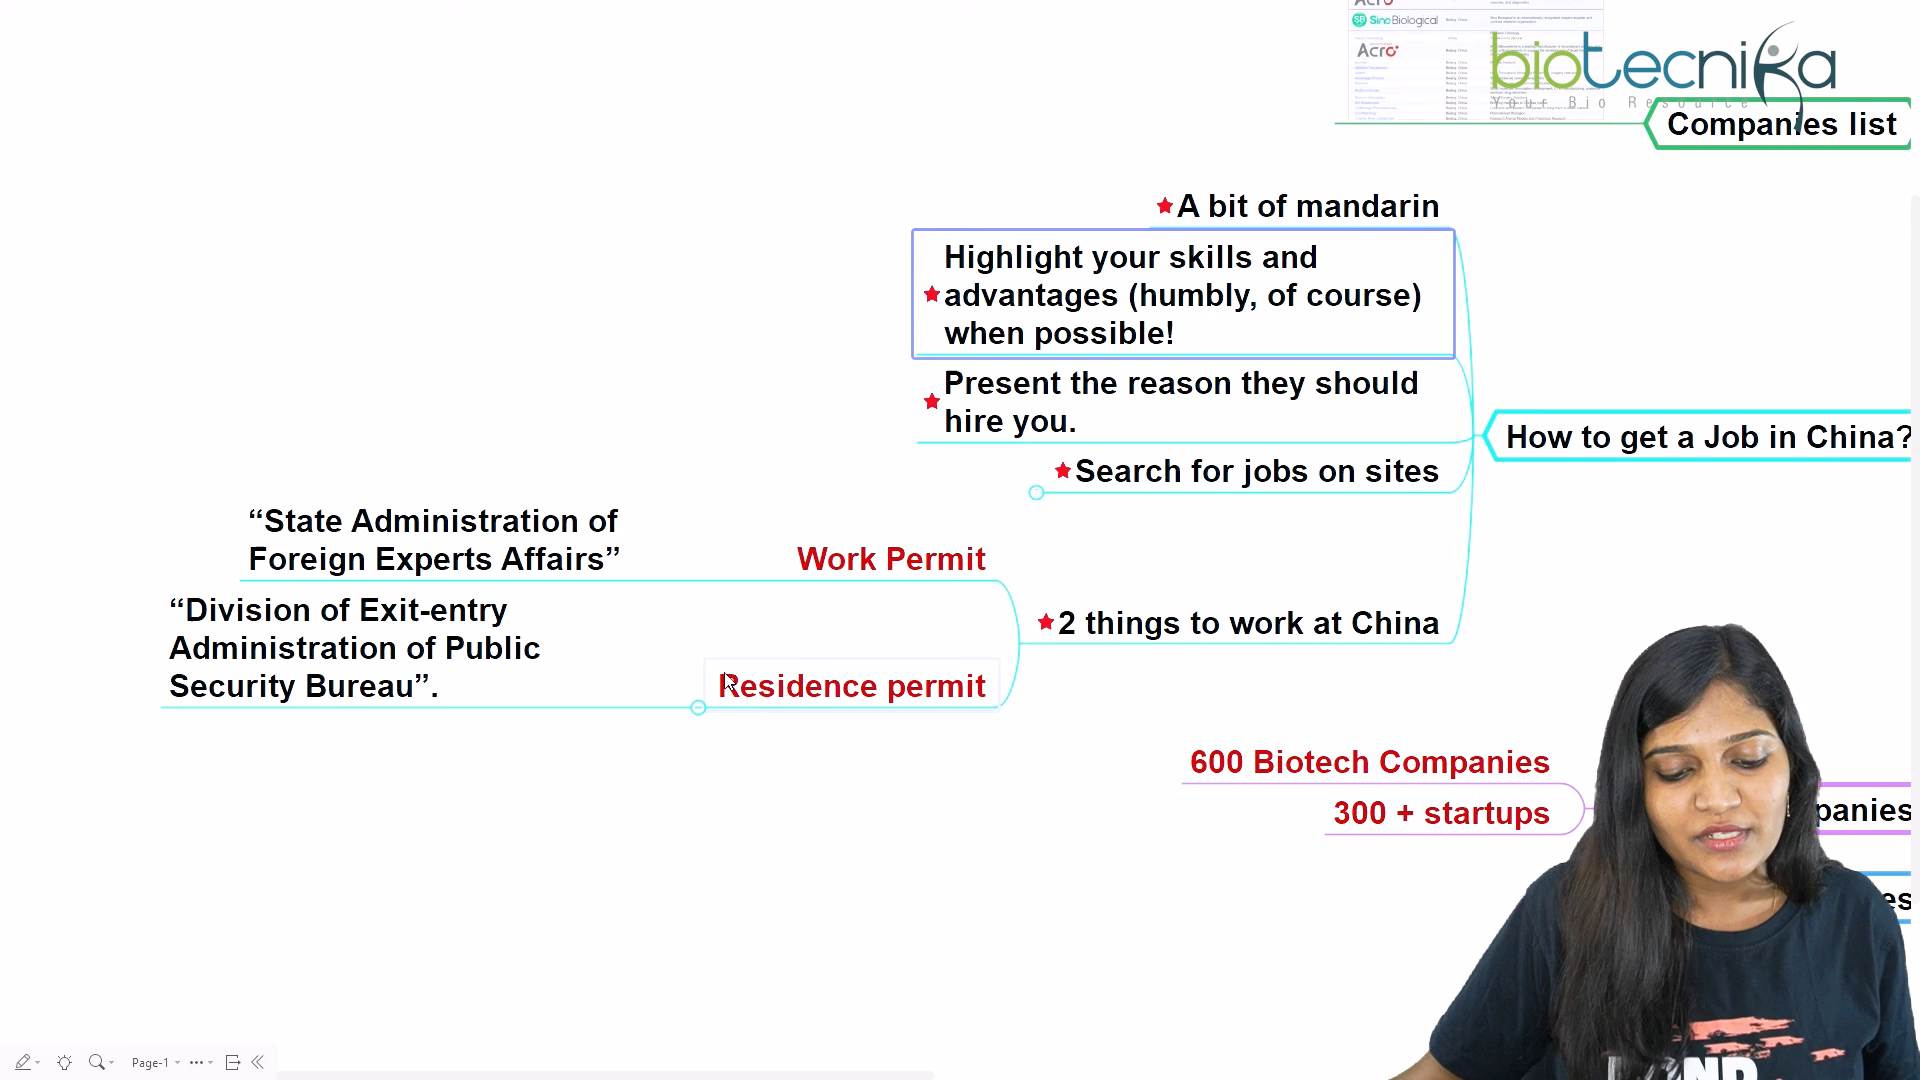 Acro
Sino Biological
Acro
biotecnika
Your Bio Resource
Companies list
A bit of mandarin
Highlight your skills and
advantages (humbly, of course)
when possible!
Present the reason they should
hire you.
How to get a Job in China?
Search for jobs on sites
“State Administration of
Foreign Experts Affairs”
Work Permit
2 things to work at China
“Division of Exit-entry
Administration of Public
Security Bureau”.
Residence permit
600 Biotech Companies
300 + startups
panies
es
Page-1